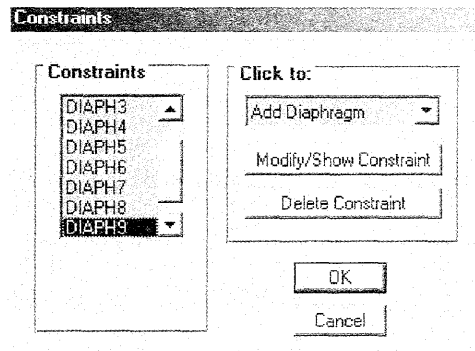 Constraints
Constraints
DIAPH3
DIAPH4
DIAPH5
DIAPH6
DIAPH7
DIAPH8
DIAPH9
Click to:
Add Diaphragm
Modify/Show Constraint
Delete Constraint
OK
Cancel